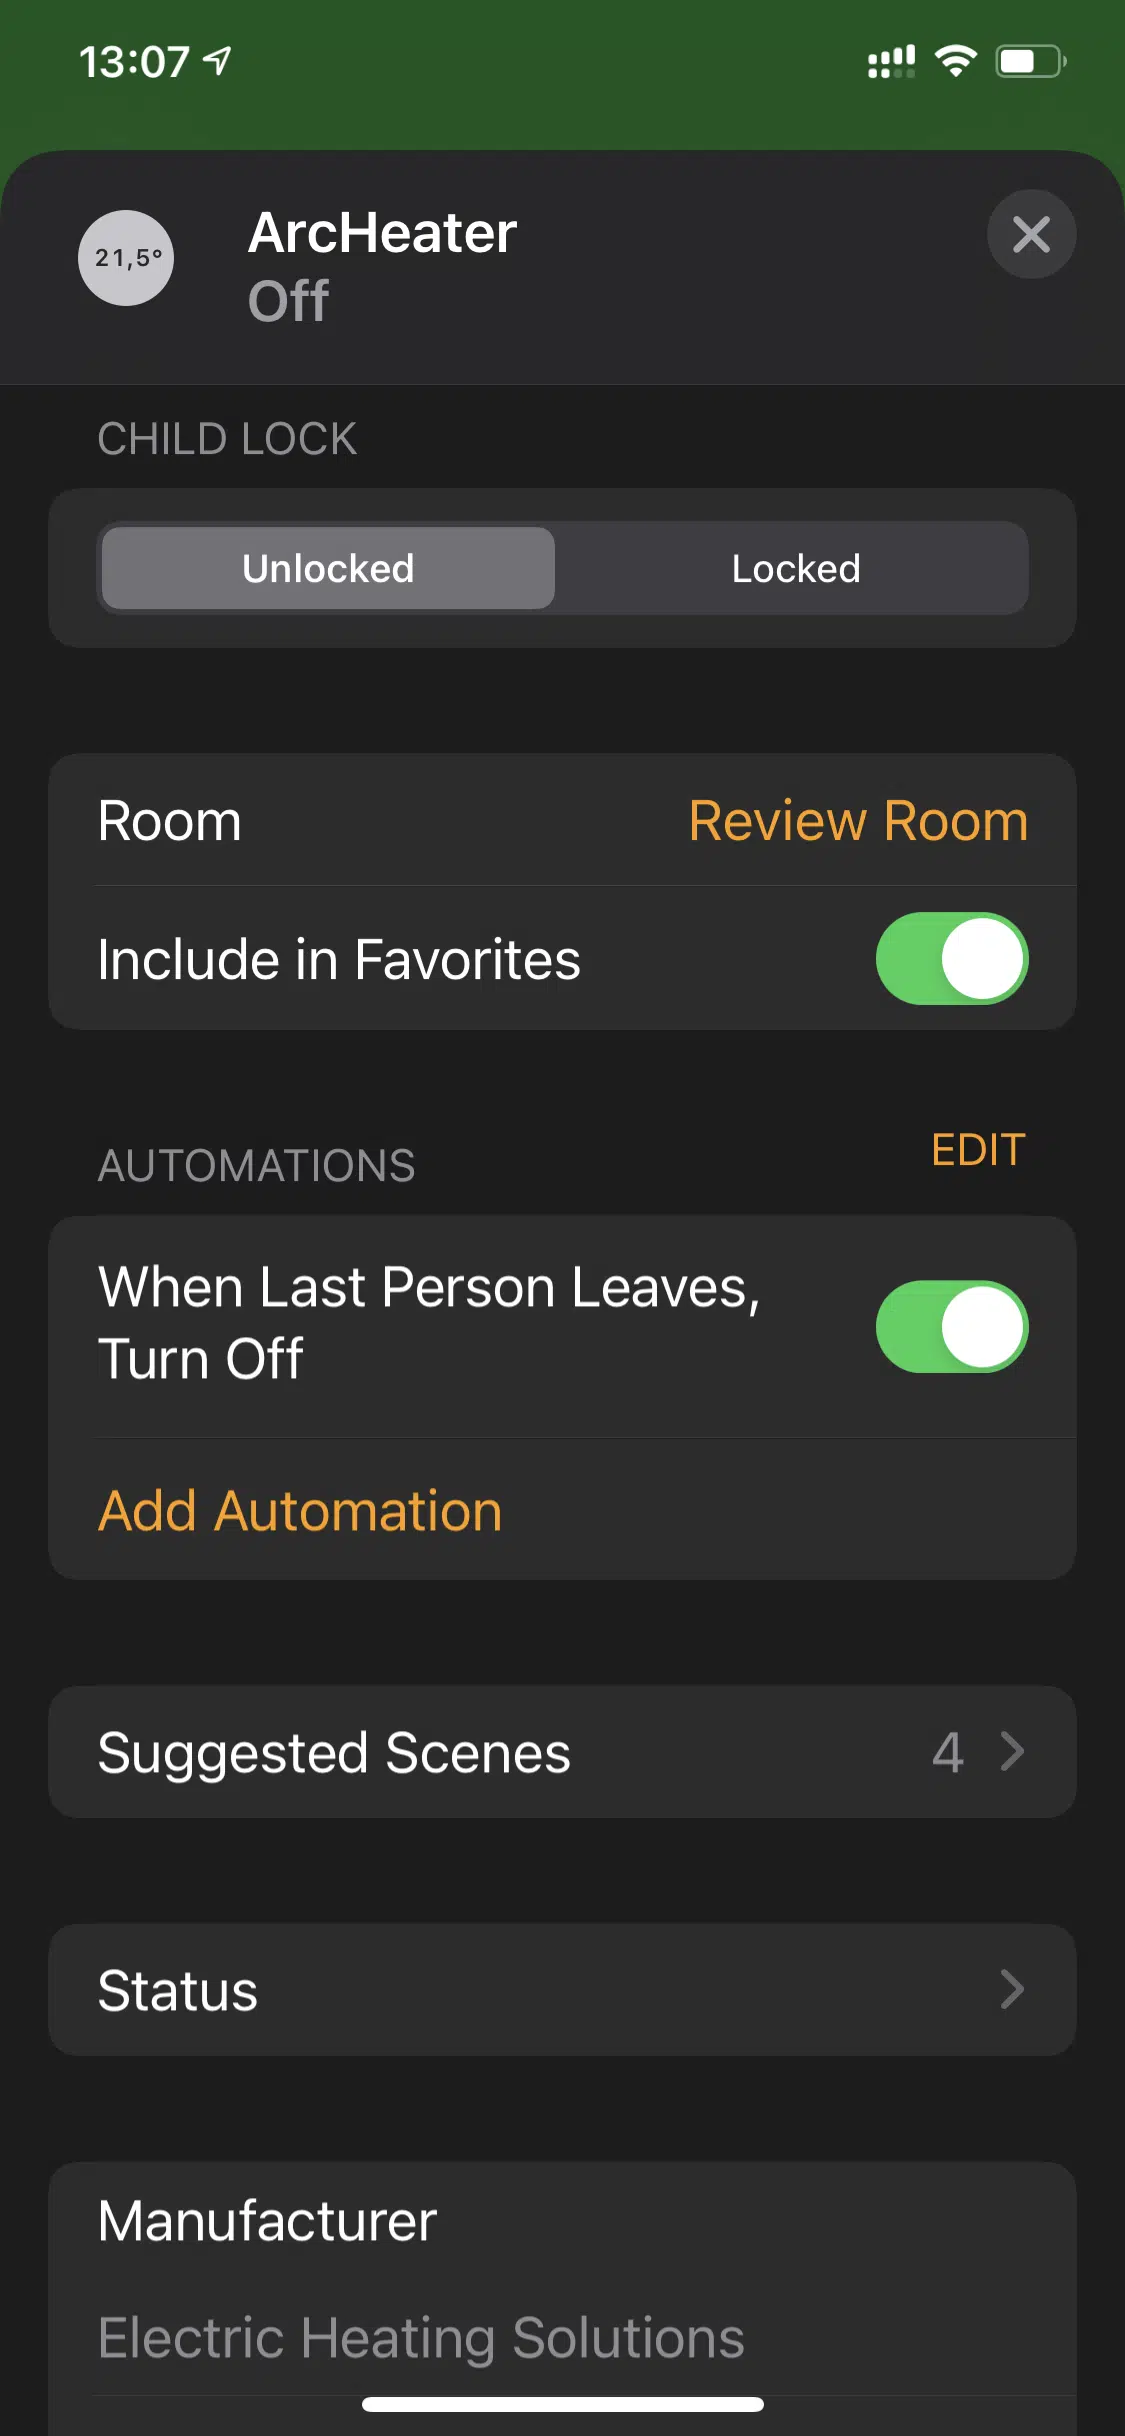 13:07
21,5°
ArcHeater
Off
CHILD LOCK
Unlocked Locked
Room Review Room
Include in Favorites
AUTOMATIONS EDIT
When Last Person Leaves,
Turn Off
Add Automation
Suggested Scenes 4
Status
Manufacturer
Electric Heating Solutions